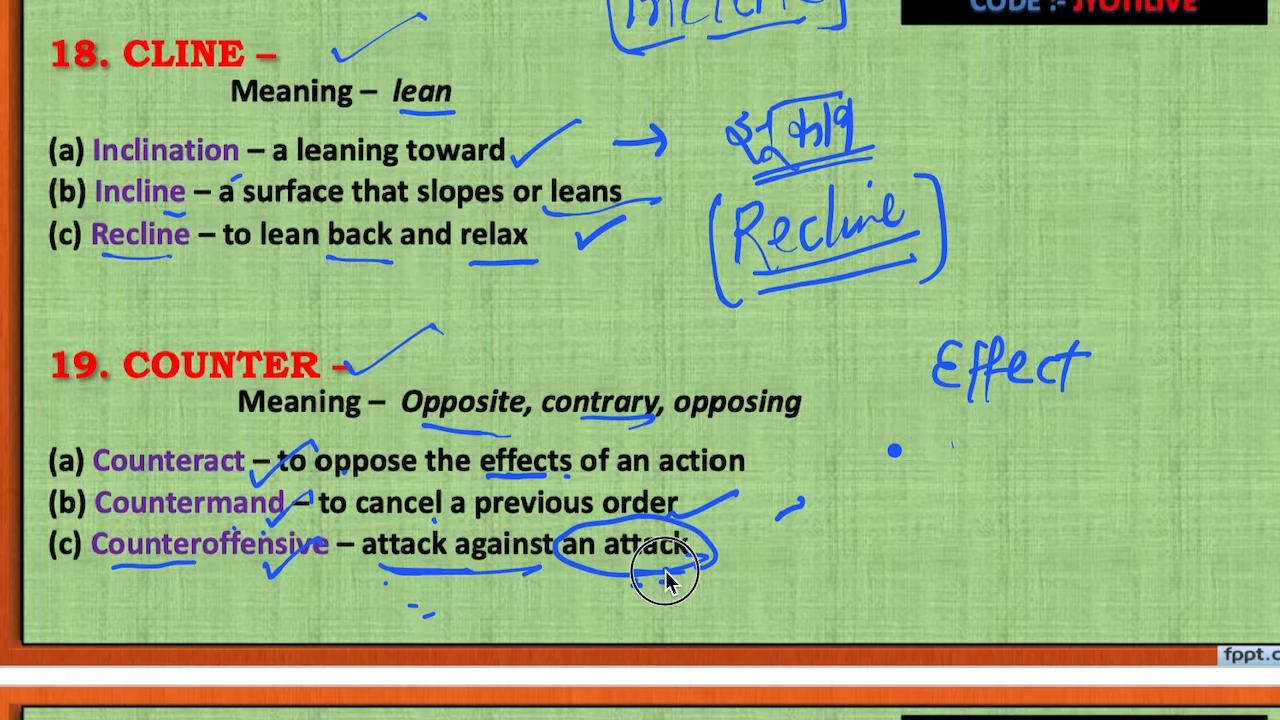 CODE :- JYOTILIVE
18. CLINE –
Meaning – lean
(a) Inclination – a leaning toward
(b) Incline – a surface that slopes or leans
(c) Recline – to lean back and relax
Recline
19. COUNTER –
Effect
Meaning – Opposite, contrary, opposing
(a) Counteract – to oppose the effects of an action
(b) Countermand – to cancel a previous order
(c) Counteroffensive – attack against an attack
fppt.c